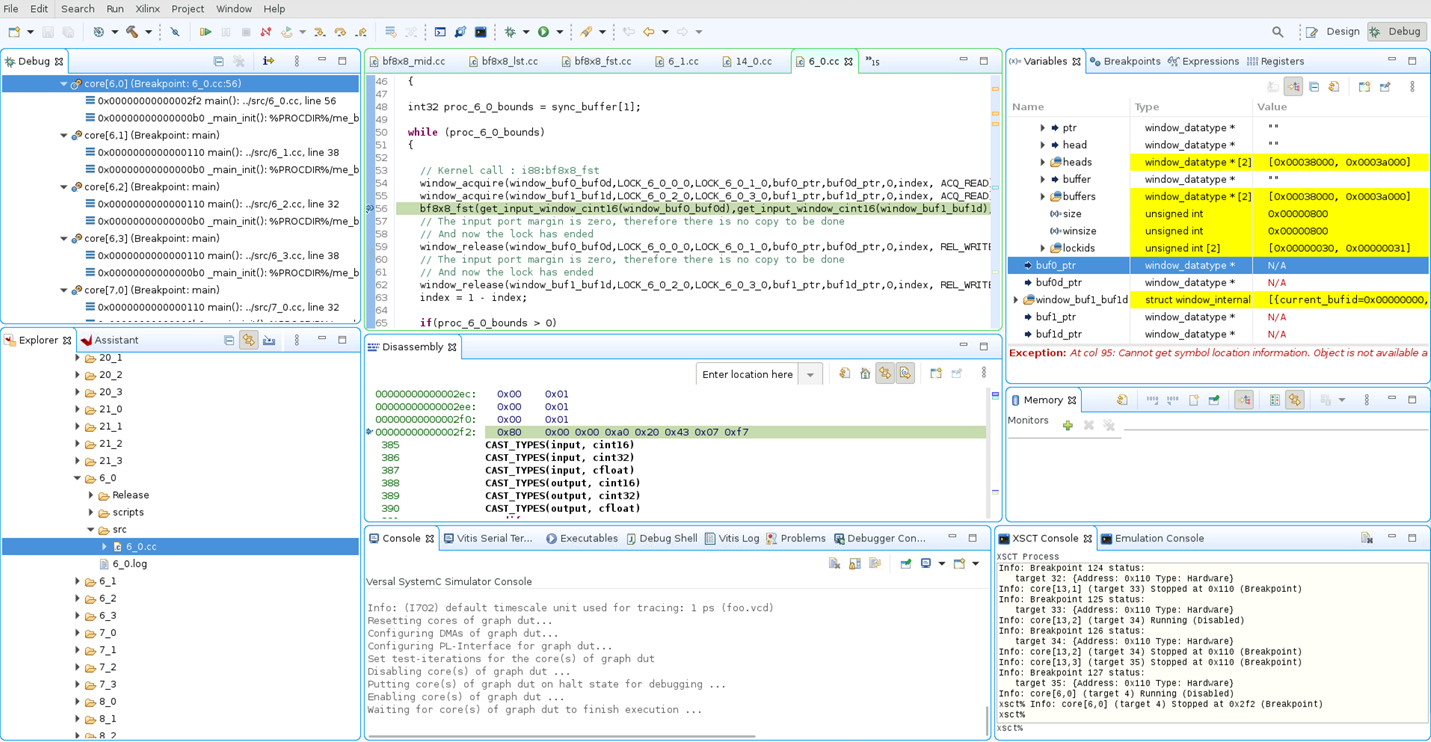 File Edit Search Run Xilinx Project Window Help
Design Debug
Debug
core[6,0] (Breakpoint: 6_0.cc:56)
0x00000000000002f2 main(): ../src/6_0.cc, line 56
0x00000000000000b0 _main_init(): %PROCDIR%/me_b
core[6,1] (Breakpoint: main)
0x0000000000000110 main(): ../src/6_1.cc, line 38
0x00000000000000b0 _main_init(): %PROCDIR%/me_b
core[6,2] (Breakpoint: main)
0x0000000000000110 main(): ../src/6_2.cc, line 32
0x00000000000000b0 _main_init(): %PROCDIR%/me_b
core[6,3] (Breakpoint: main)
0x0000000000000110 main(): ../src/6_3.cc, line 38
0x00000000000000b0 _main_init(): %PROCDIR%/me_b
core[7,0] (Breakpoint: main)
0x0000000000000110 main(): ../src/7_0.cc, line 32
Explorer Assistant
20_1
20_2
20_3
21_0
21_1
21_2
21_3
6_0
Release
scripts
src
6_0.cc
6_0.log
6_1
6_2
6_3
7_0
7_1
7_2
7_3
8_0
8_1
8_2
bf8x8_mid.cc bf8x8_lst.cc bf8x8_fst.cc 6_1.cc 14_0.cc 6_0.cc »15
46 {
47
48 int32 proc_6_0_bounds = sync_buffer[1];
49
50 while (proc_6_0_bounds)
51 {
52
53 // Kernel call : i88:bf8x8_fst
54 window_acquire(window_buf0_buf0d,LOCK_6_0_0_0,LOCK_6_0_1_0,buf0_ptr,buf0d_ptr,0,index, ACQ_READ
55 window_acquire(window_buf1_buf1d,LOCK_6_0_2_0,LOCK_6_0_3_0,buf1_ptr,buf1d_ptr,0,index, ACQ_READ
56 bf8x8_fst(get_input_window_cint16(window_buf0_buf0d),get_input_window_cint16(window_buf1_buf1d)
57 // The input port margin is zero, therefore there is no copy to be done
58 // And now the lock has ended
59 window_release(window_buf0_buf0d,LOCK_6_0_0_0,LOCK_6_0_1_0,buf0_ptr,buf0d_ptr,0,index, REL_WRITE
60 // The input port margin is zero, therefore there is no copy to be done
61 // And now the lock has ended
62 window_release(window_buf1_buf1d,LOCK_6_0_2_0,LOCK_6_0_3_0,buf1_ptr,buf1d_ptr,0,index, REL_WRITE
63 index = 1 - index;
64
65 if(proc_6_0_bounds > 0)
Disassembly
Enter location here
00000000000002ec: 0x00 0x01
00000000000002ee: 0x00 0x01
00000000000002f0: 0x00 0x01
00000000000002f2: 0x80 0x00 0x00 0xa0 0x20 0x43 0x07 0xf7
385 CAST_TYPES(input, cint16)
386 CAST_TYPES(input, cint32)
387 CAST_TYPES(input, cfloat)
388 CAST_TYPES(output, cint16)
389 CAST_TYPES(output, cint32)
390 CAST_TYPES(output, cfloat)
Console Vitis Serial Ter... Executables Debug Shell Vitis Log Problems Debugger Con...
Versal SystemC Simulator Console
Info: (I702) default timescale unit used for tracing: 1 ps (foo.vcd)
Resetting cores of graph dut...
Configuring DMAs of graph dut...
Configuring PL-Interface for graph dut...
Set test-iterations for the core(s) of graph dut
Disabling core(s) of graph dut ...
Putting core(s) of graph dut on halt state for debugging ...
Enabling core(s) of graph dut ...
Waiting for core(s) of graph dut to finish execution ...
Variables Breakpoints Expressions Registers
Name Type Value
ptr window_datatype * ""
head window_datatype * ""
heads window_datatype * [2] [0x00038000, 0x0003a000]
buffer window_datatype * ""
buffers window_datatype * [2] [0x00038000, 0x0003a000]
size unsigned int 0x00000800
winsize unsigned int 0x00000800
lockids unsigned int [2] [0x00000030, 0x00000031]
buf0_ptr window_datatype * N/A
buf0d_ptr window_datatype * N/A
window_buf1_buf1d struct window_internal [{current_bufid=0x00000000,
buf1_ptr window_datatype * N/A
buf1d_ptr window_datatype * N/A
Exception: At col 95: Cannot get symbol location information. Object is not available a
Memory
Monitors
XSCT Console Emulation Console
XSCT Process
Info: Breakpoint 124 status:
target 32: {Address: 0x110 Type: Hardware}
Info: core[13,1] (target 33) Stopped at 0x110 (Breakpoint)
Info: Breakpoint 125 status:
target 33: {Address: 0x110 Type: Hardware}
Info: core[13,2] (target 34) Running (Disabled)
Info: Breakpoint 126 status:
target 34: {Address: 0x110 Type: Hardware}
Info: core[13,2] (target 34) Stopped at 0x110 (Breakpoint)
Info: core[13,3] (target 35) Stopped at 0x110 (Breakpoint)
Info: Breakpoint 127 status:
target 35: {Address: 0x110 Type: Hardware}
Info: core[6,0] (target 4) Running (Disabled)
xsct% Info: core[6,0] (target 4) Stopped at 0x2f2 (Breakpoint)
xsct%
xsct%